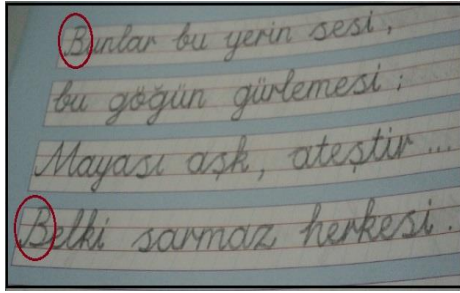 Bunlar bu yerin sesi,
bu göğün gürlemesi;
Mayası aşk, ateştir...
Belki sarmaz herkesi.